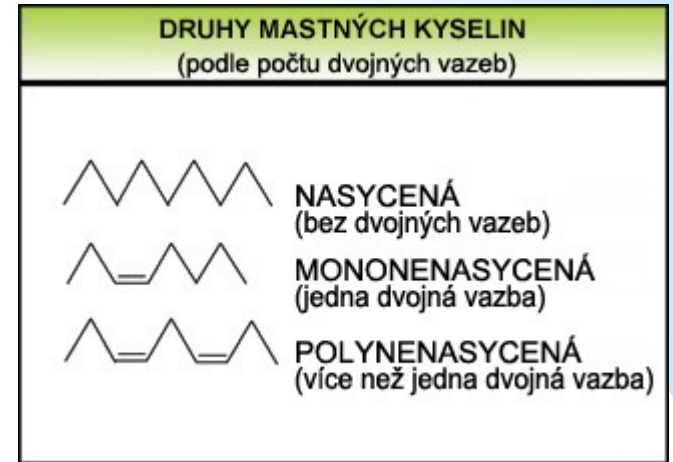 DRUHY MASTNÝCH KYSELIN
(podle počtu dvojných vazeb)
NASYCENÁ
(bez dvojných vazeb)
MONONENASYCENÁ
(jedna dvojná vazba)
POLYNENASYCENÁ
(více než jedna dvojná vazba)